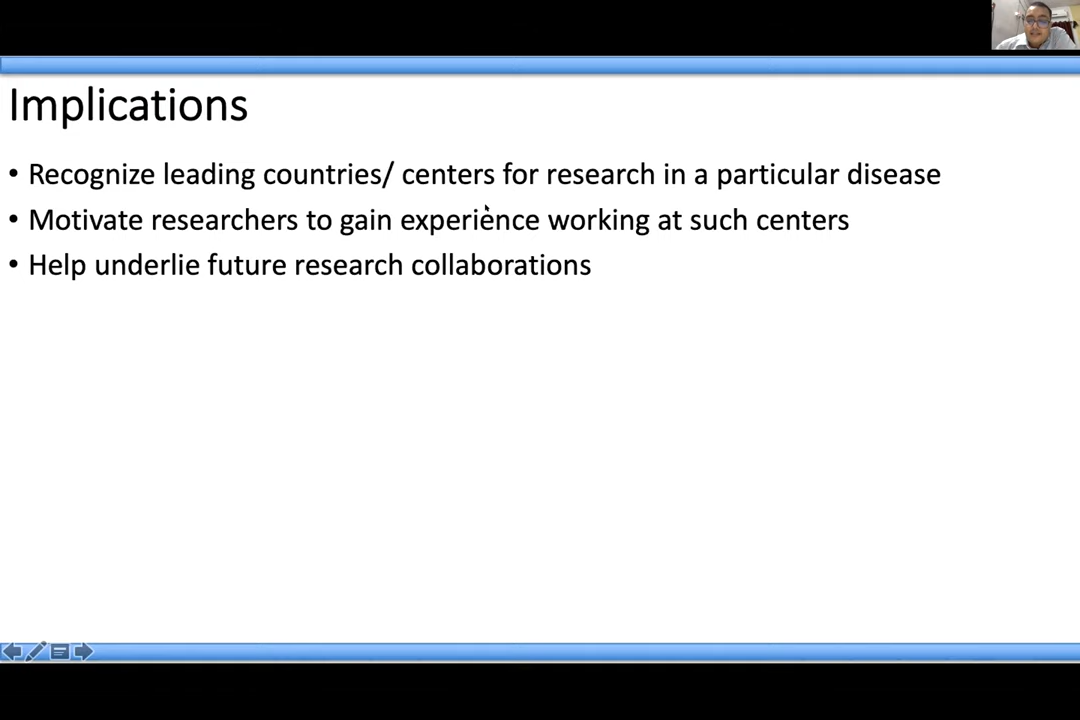 Implications
• Recognize leading countries/ centers for research in a particular disease
• Motivate researchers to gain experience working at such centers
• Help underlie future research collaborations